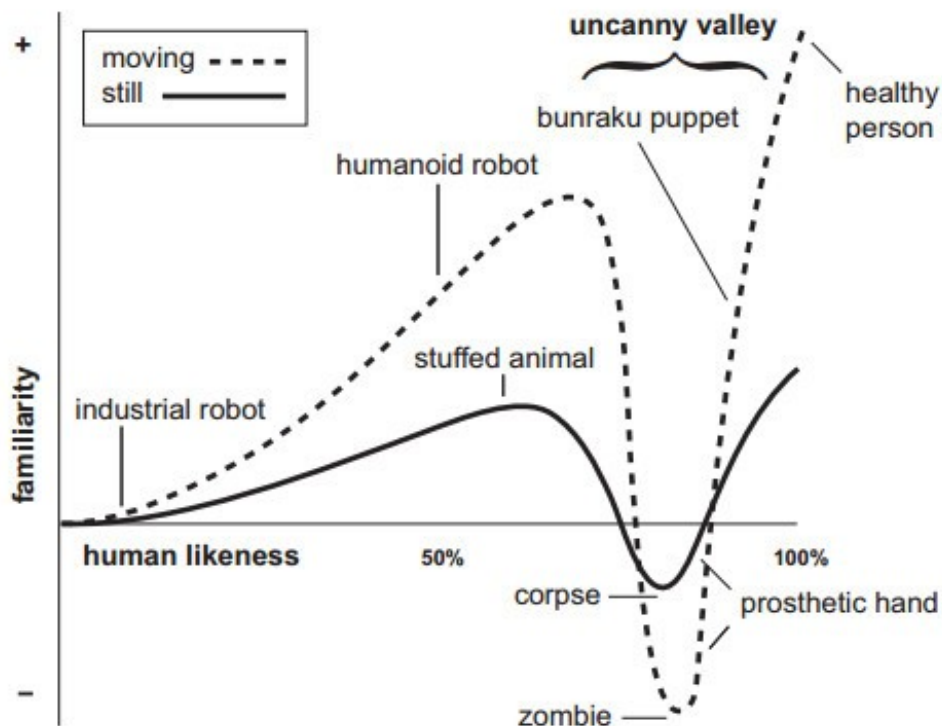 +
moving
still
uncanny valley
bunraku puppet
healthy
person
humanoid robot
stuffed animal
industrial robot
familiarity
human likeness
50%
100%
corpse
prosthetic hand
–
zombie